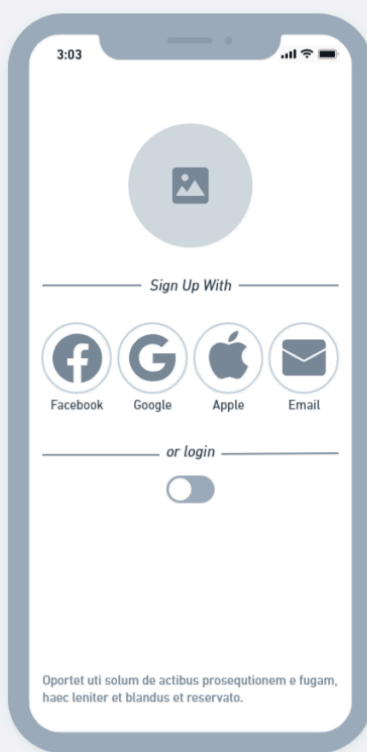 3:03
Sign Up With
Facebook Google Apple Email
or login
Oportet uti solum de actibus prosequtionem e fugam,
haec leniter et blandus et reservato.